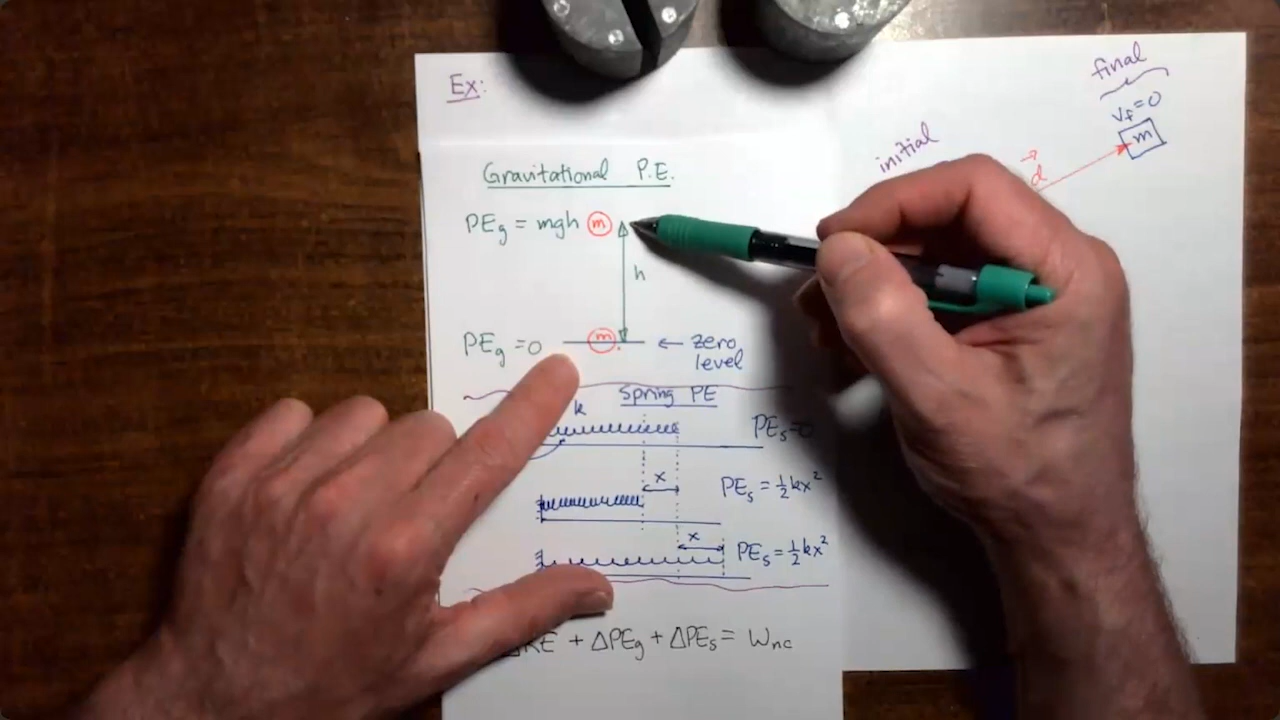 Ex:
Gravitational P.E.
PEg = mgh m
h
PEg = 0 m ← zero level
Spring PE
k
PEs = 0
x
PEs = ½kx²
x
PEs = ½kx²
ΔKE + ΔPEg + ΔPEs = Wnc
initial
d
final
vf = 0
m